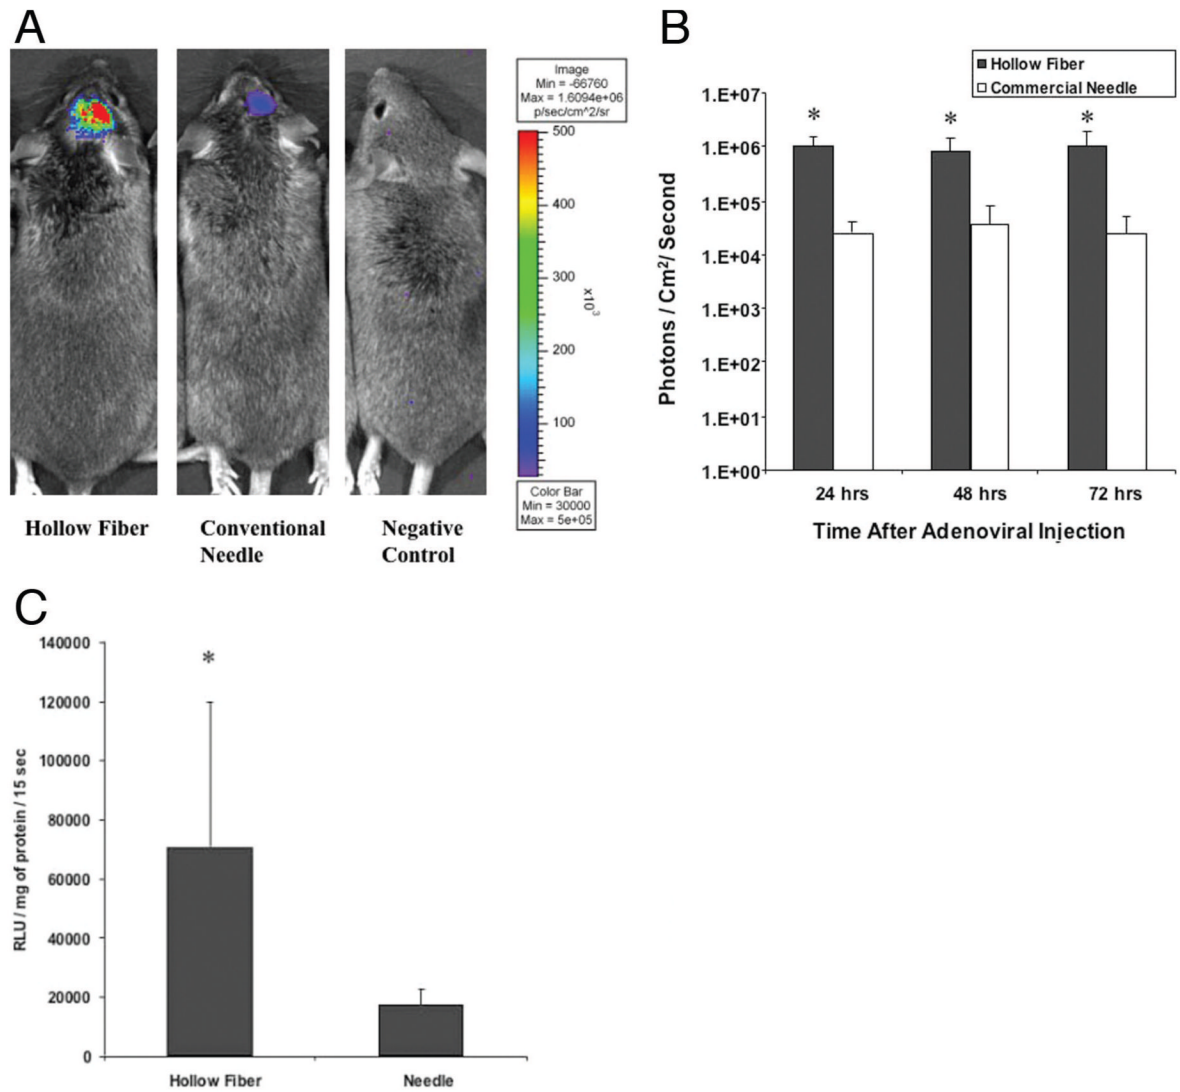 A
Image
Min = -66760
Max = 1.6094e+06
p/sec/cm^2/sr
500
400
300
200
100
x10³
Color Bar
Min = 30000
Max = 5e+05
Hollow Fiber
Conventional
Needle
Negative
Control
B
Hollow Fiber
Commercial Needle
1.E+07
1.E+06
1.E+05
1.E+04
1.E+03
1.E+02
1.E+01
1.E+00
Photons / Cm²/ Second
*
*
*
24 hrs
48 hrs
72 hrs
Time After Adenoviral Injection
C
140000
120000
100000
80000
60000
40000
20000
0
RLU / mg of protein / 15 sec
*
Hollow Fiber
Needle